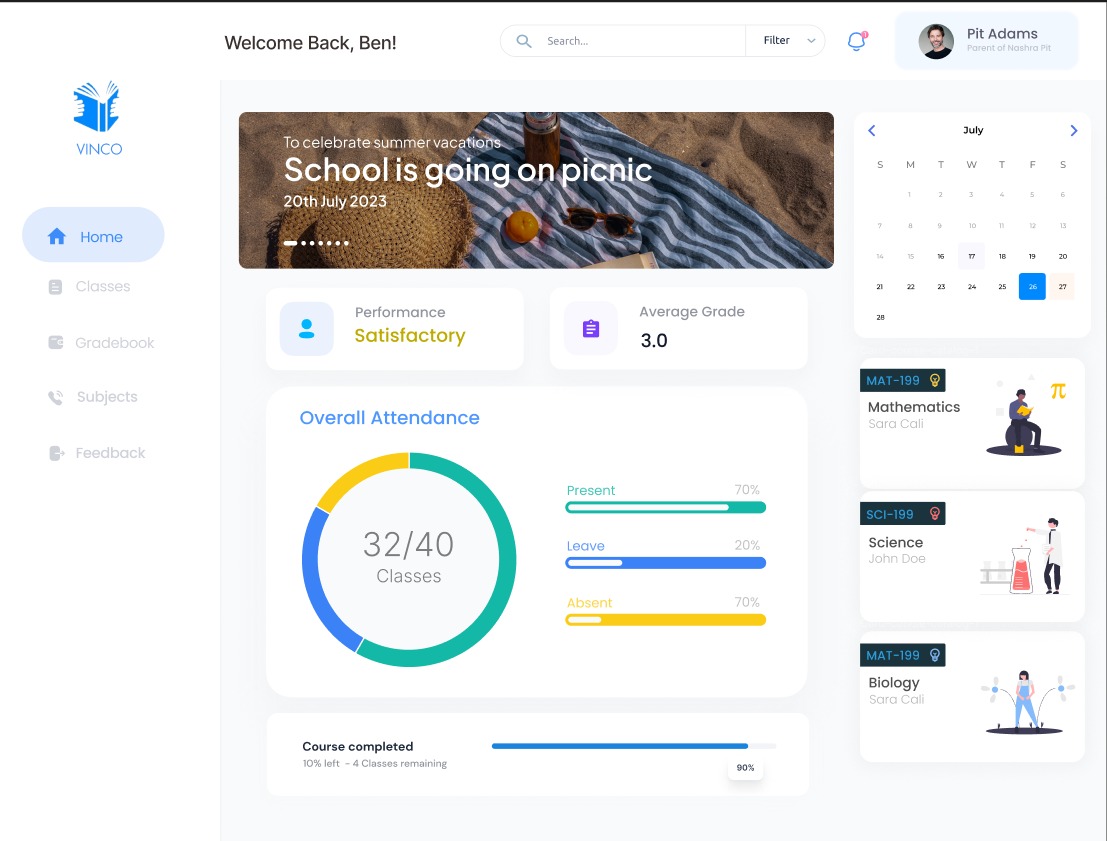 Welcome Back, Ben!
Search...
Filter
1
Pit Adams
Parent of Nashra Pit
VINCO
Home
Classes
Gradebook
Subjects
Feedback
To celebrate summer vacations
School is going on picnic
20th July 2023
Performance
Satisfactory
Average Grade
3.0
Overall Attendance
32/40
Classes
Present 70%
Leave 20%
Absent 70%
Course completed
10% left - 4 Classes remaining
90%
July
S M T W T F S
1 2 3 4 5 6
7 8 9 10 11 12 13
14 15 16 17 18 19 20
21 22 23 24 25 26 27
28
MAT-199
Mathematics
Sara Cali
π
SCI-199
Science
John Doe
MAT-199
Biology
Sara Cali